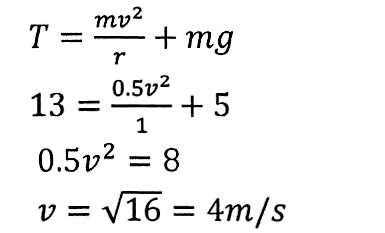 T = mv²/r + mg
13 = 0.5v²/1 + 5
0.5v² = 8
v = √16 = 4m/s